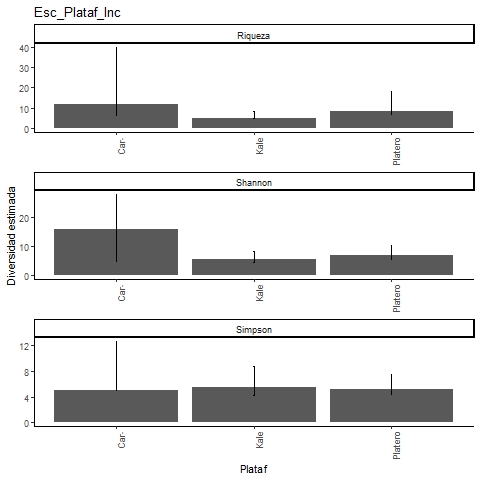 Esc_Plataf_Inc
Riqueza
40
30
20
10
0
Car-
Kale
Platero
Shannon
20
10
0
Car-
Kale
Platero
Simpson
12
8
4
0
Car-
Kale
Platero
Diversidad estimada
Plataf